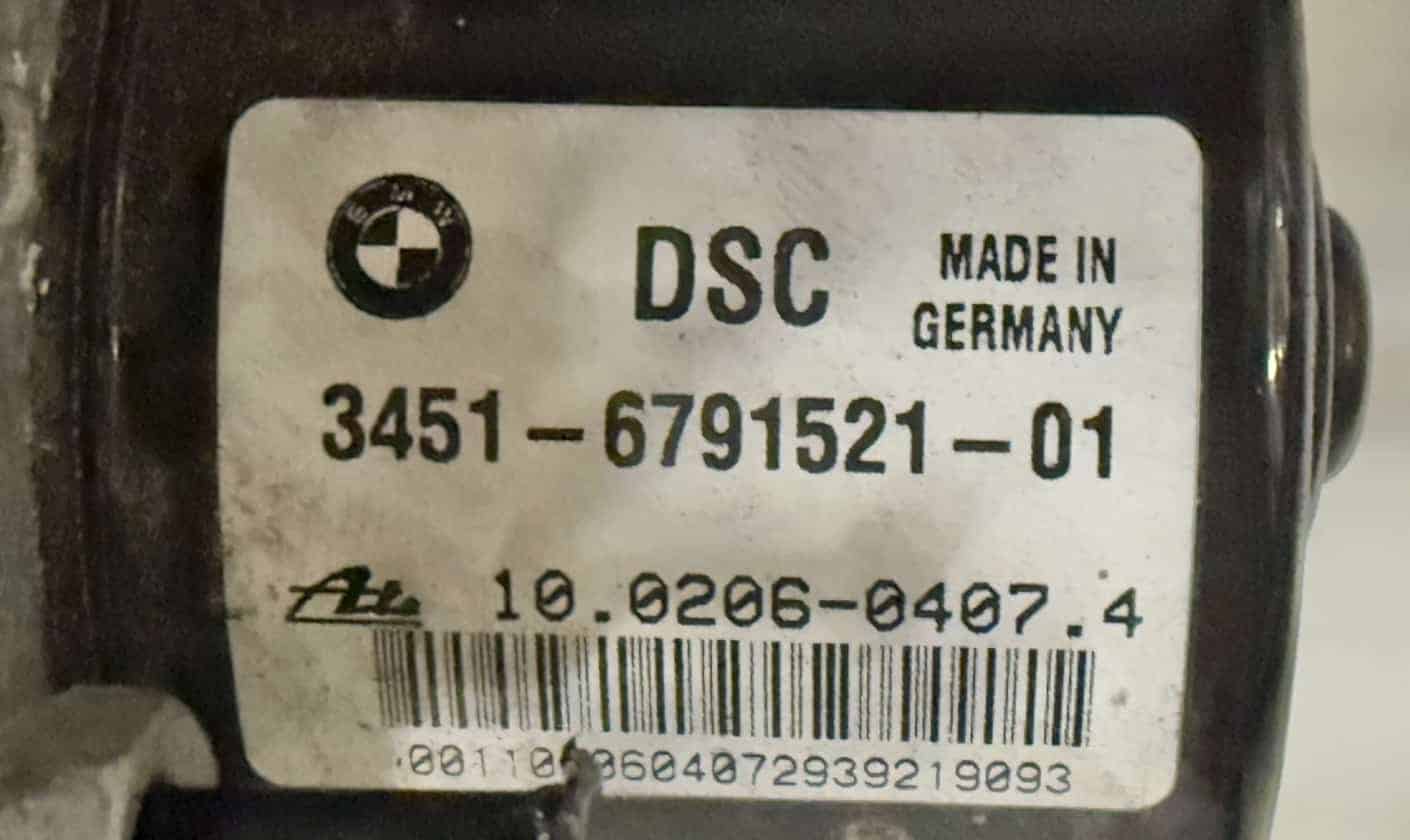 BMW
DSC
MADE IN
GERMANY
3451-6791521-01
Ate 10.0206-0407.4